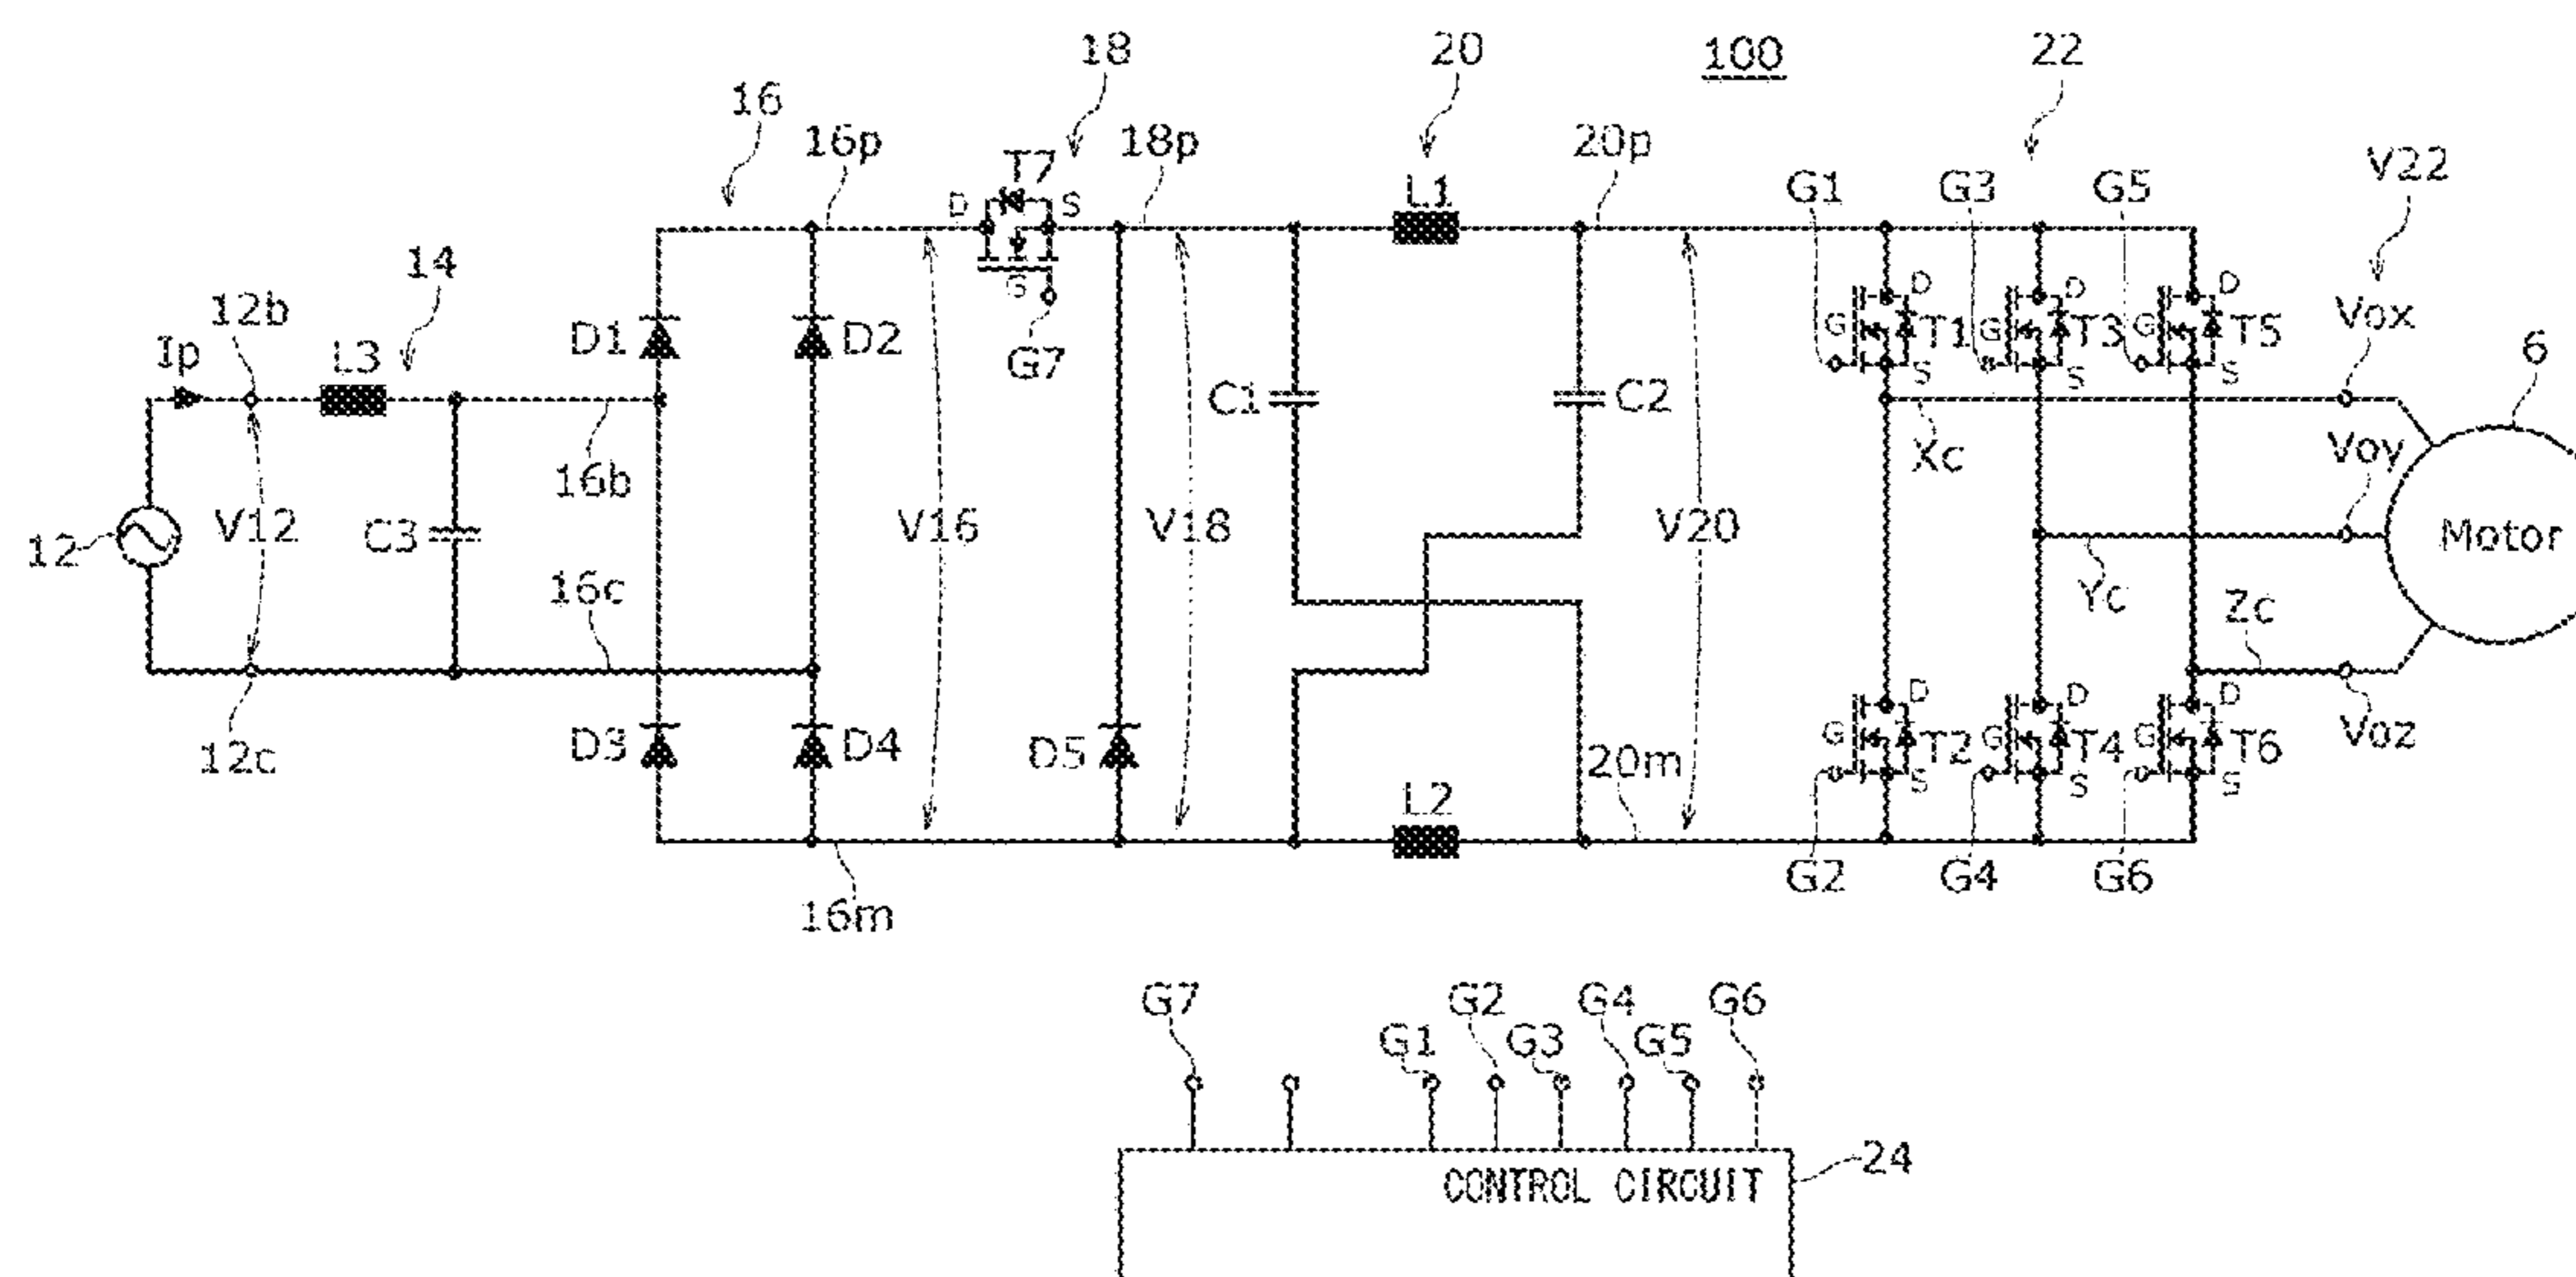 100
18
20
22
16
16p
T7
18p
20p
V22
D
S
L1
G1
G3
G5
14
12b
Ip
L3
D1
D2
G
G7
D
D
D
G
T1
G
T3
G
T5
S
S
S
Vox
6
C1
C2
16b
Xc
Voy
12
V12
C3
V16
V18
V20
Motor
16c
Yc
Zc
12c
D3
D4
D5
20m
L2
D
D
D
G
T2
G
T4
G
T6
S
S
S
Voz
16m
G2
G4
G6
G7
G1
G2
G3
G4
G5
G6
CONTROL CIRCUIT
24